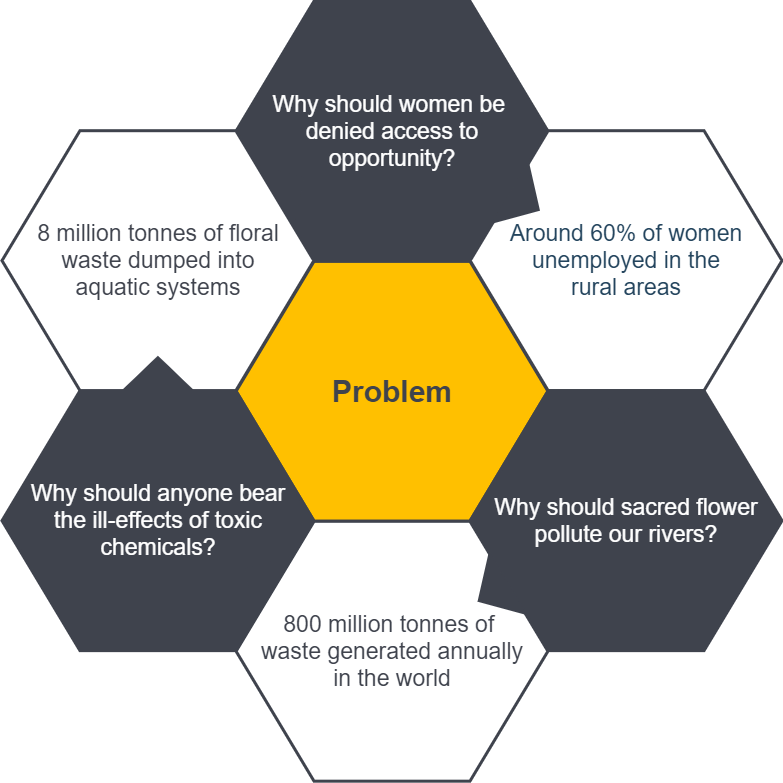 Why should women be
denied access to
opportunity?
8 million tonnes of floral
waste dumped into
aquatic systems
Around 60% of women
unemployed in the
rural areas
Problem
Why should anyone bear
the ill-effects of toxic
chemicals?
Why should sacred flower
pollute our rivers?
800 million tonnes of
waste generated annually
in the world